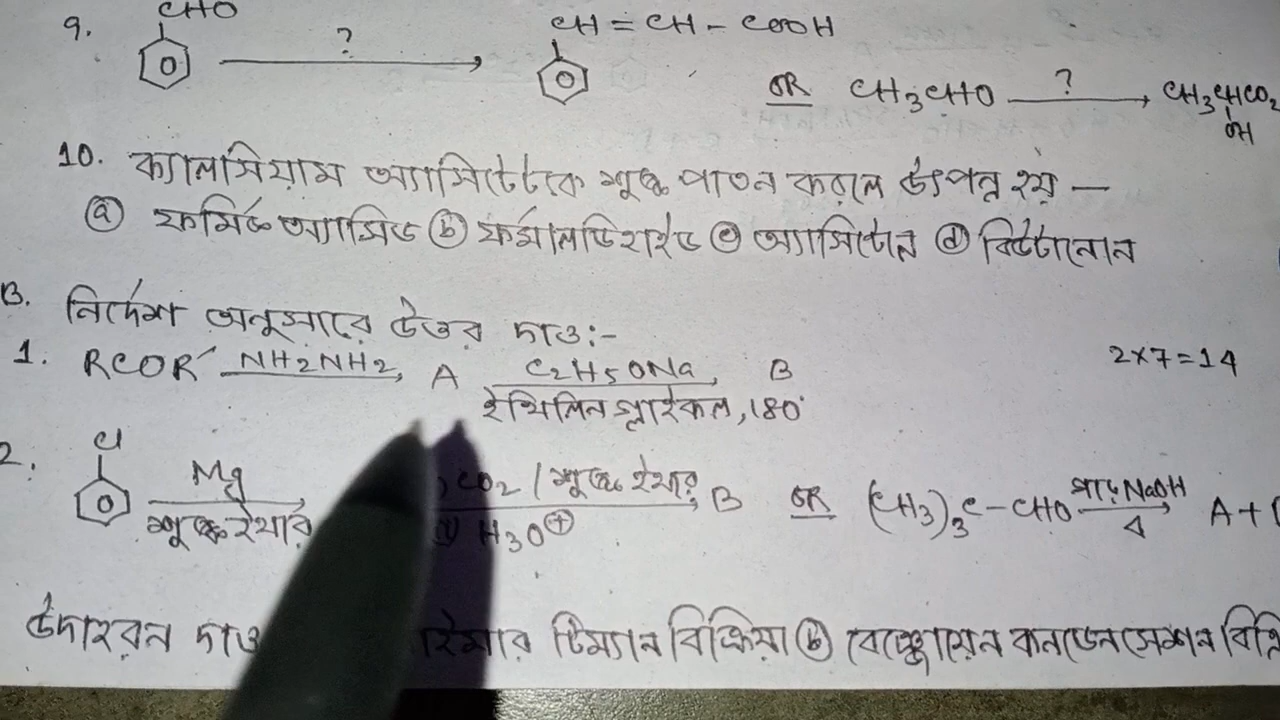 9. CHO ? CH = CH - COOH
OR CH3CHO ? CH3CHCO2
OH
10. ক্যালসিয়াম অ্যাসিটেটকে শুষ্ক পাতন করলে উৎপন্ন হয় —
ⓐ ফর্মিক অ্যাসিড ⓑ ফর্মালডিহাইড ⓒ অ্যাসিটোন ⓓ বিউটানোন
B. নির্দেশ অনুসারে উত্তর দাও:-
2×7=14
1. RCOR′ NH2NH2, A C2H5ONa, B
ইথিলিন গ্লাইকল, 180°
2. Cl Mg CO2 / শুষ্ক ইথার B OR (CH3)3C-CHO গাঢ় NaOH A+
শুষ্ক ইথার H3O⊕ Δ
উদাহরন দাও াইমার টিম্যান বিক্রিয়া ⓑ বেঞ্জোয়েন কনডেনসেশন